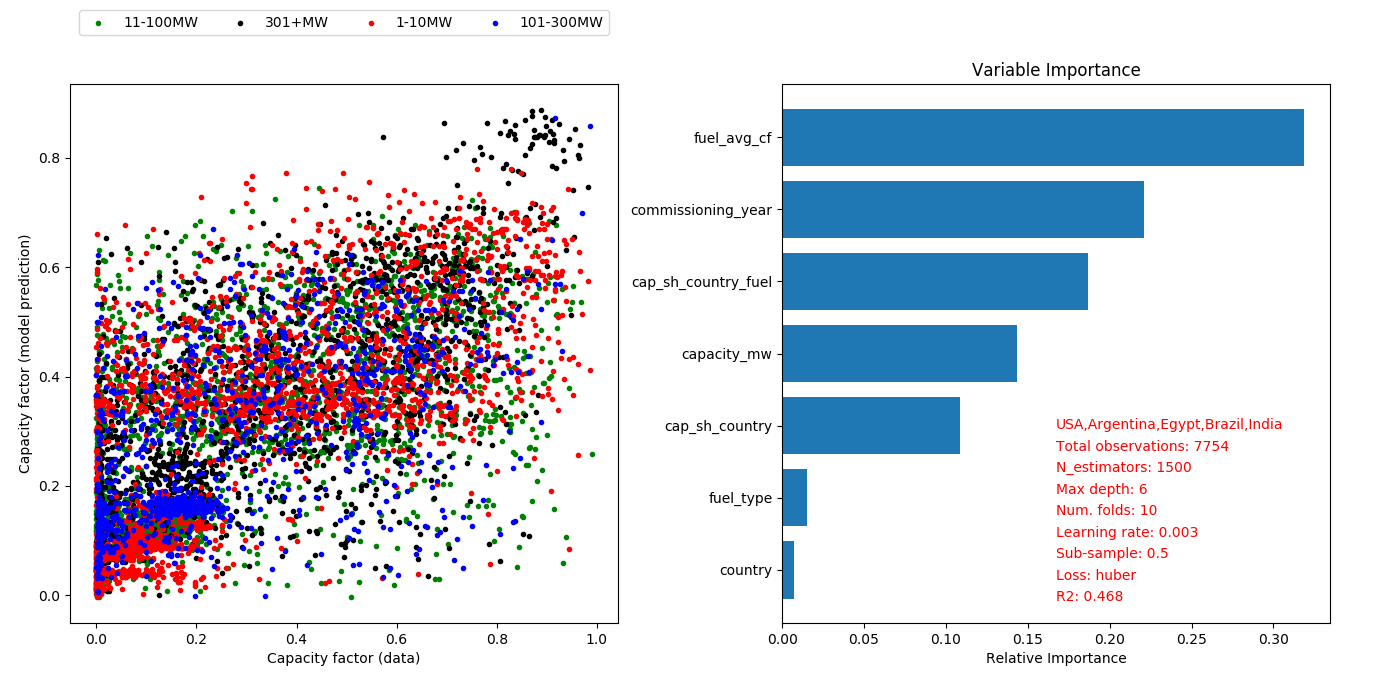 11-100MW 301+MW 1-10MW 101-300MW
Capacity factor (model prediction)
0.8
0.6
0.4
0.2
0.0
0.0 0.2 0.4 0.6 0.8 1.0
Capacity factor (data)
Variable Importance
fuel_avg_cf
commissioning_year
cap_sh_country_fuel
capacity_mw
cap_sh_country
fuel_type
country
USA,Argentina,Egypt,Brazil,India
Total observations: 7754
N_estimators: 1500
Max depth: 6
Num. folds: 10
Learning rate: 0.003
Sub-sample: 0.5
Loss: huber
R2: 0.468
0.00 0.05 0.10 0.15 0.20 0.25 0.30
Relative Importance